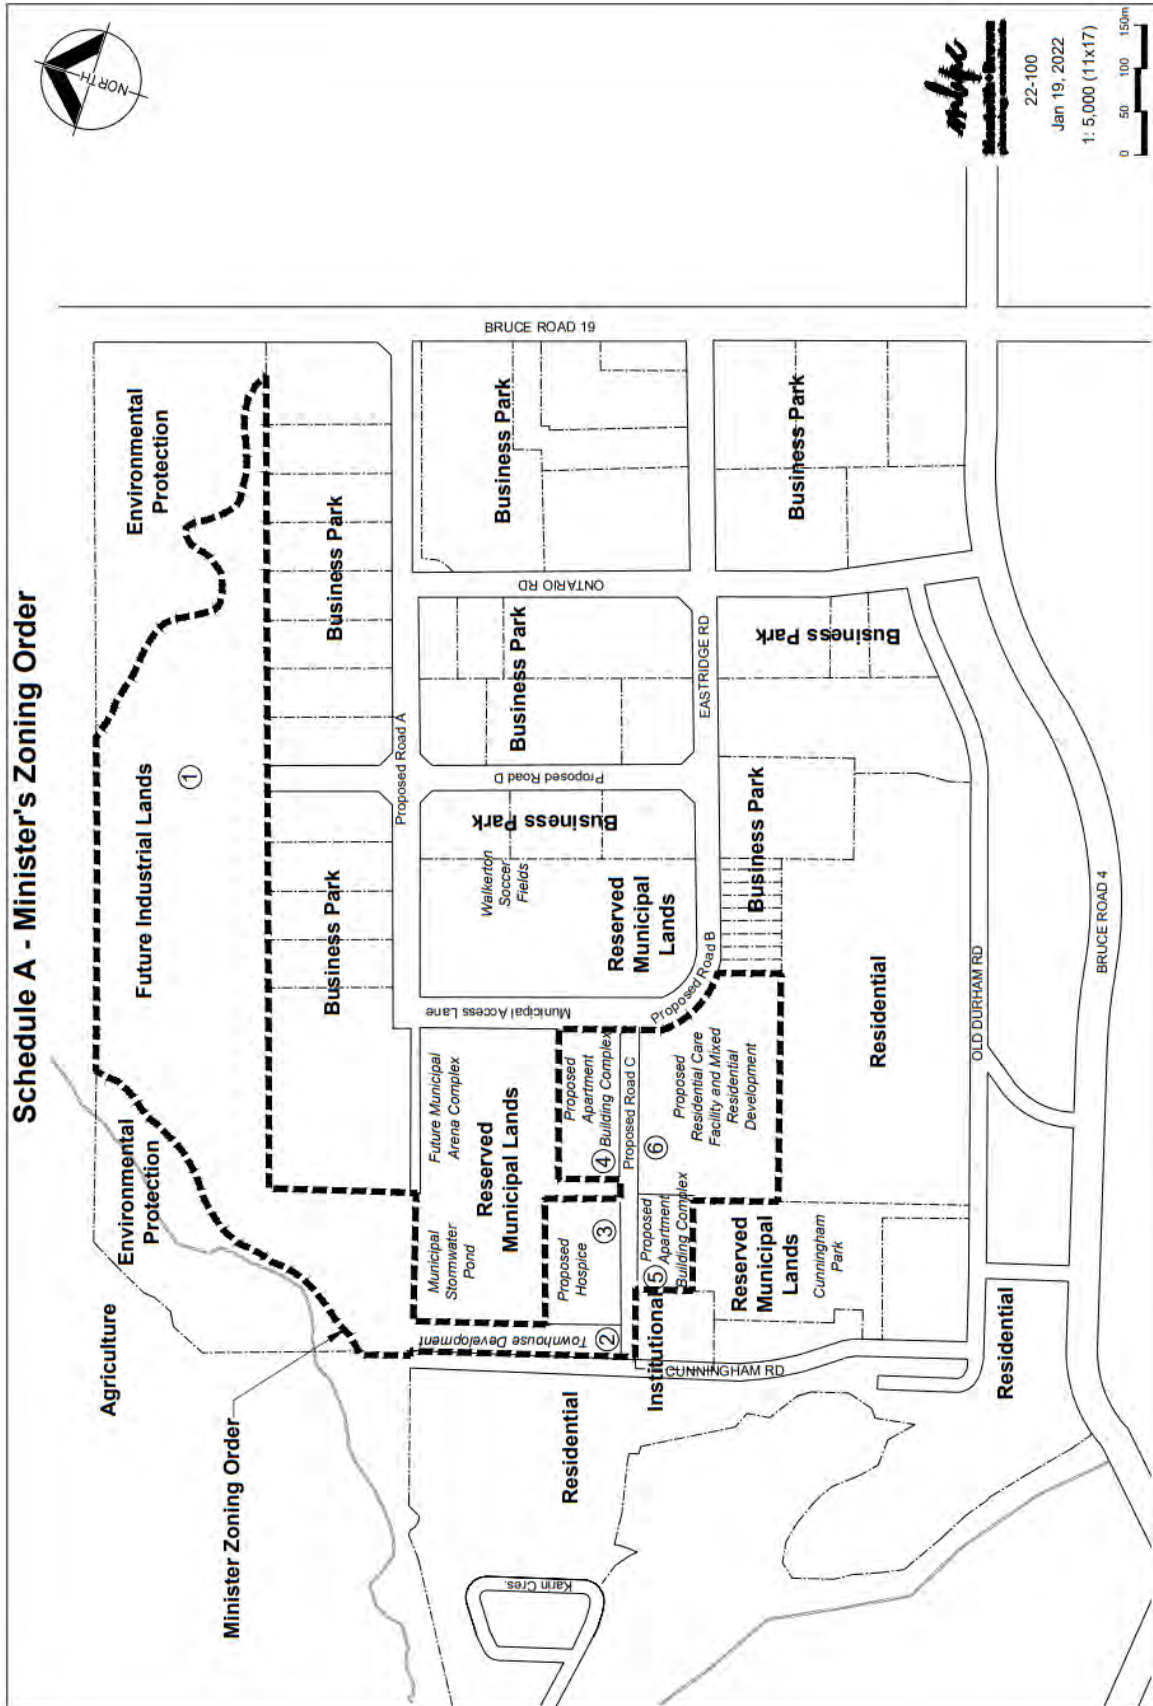 Schedule A - Minister's Zoning Order
NORTH
Environmental
Protection
Future Industrial Lands
1
Environmental
Protection
Agriculture
Minister Zoning Order
Business Park
Business Park
BRUCE ROAD 19
Proposed Road A
Business Park
ONTARIO RD
Business Park
Proposed Road D
Business Park
Walkerton
Soccer
Fields
Reserved
Municipal
Lands
Municipal Access Lane
Future Municipal
Arena Complex
Reserved
Municipal Lands
Municipal
Stormwater
Pond
Townhouse Development
2
Proposed
Hospice
3
Proposed
Apartment
Building Complex
4
Proposed Road C
Proposed Road B
EASTRIDGE RD
Business Park
Business Park
Business Park
Proposed
Residential Care
Facility and Mixed
Residential
Development
6
Proposed
Apartment
Building Complex
5
Institutional
CUNNINGHAM RD
Reserved
Municipal
Lands
Cunningham
Park
Residential
Residential
Residential
Karin Cres.
OLD DURHAM RD
BRUCE ROAD 4
22-100
Jan 19, 2022
1: 5,000 (11x17)
0 50 100 150m